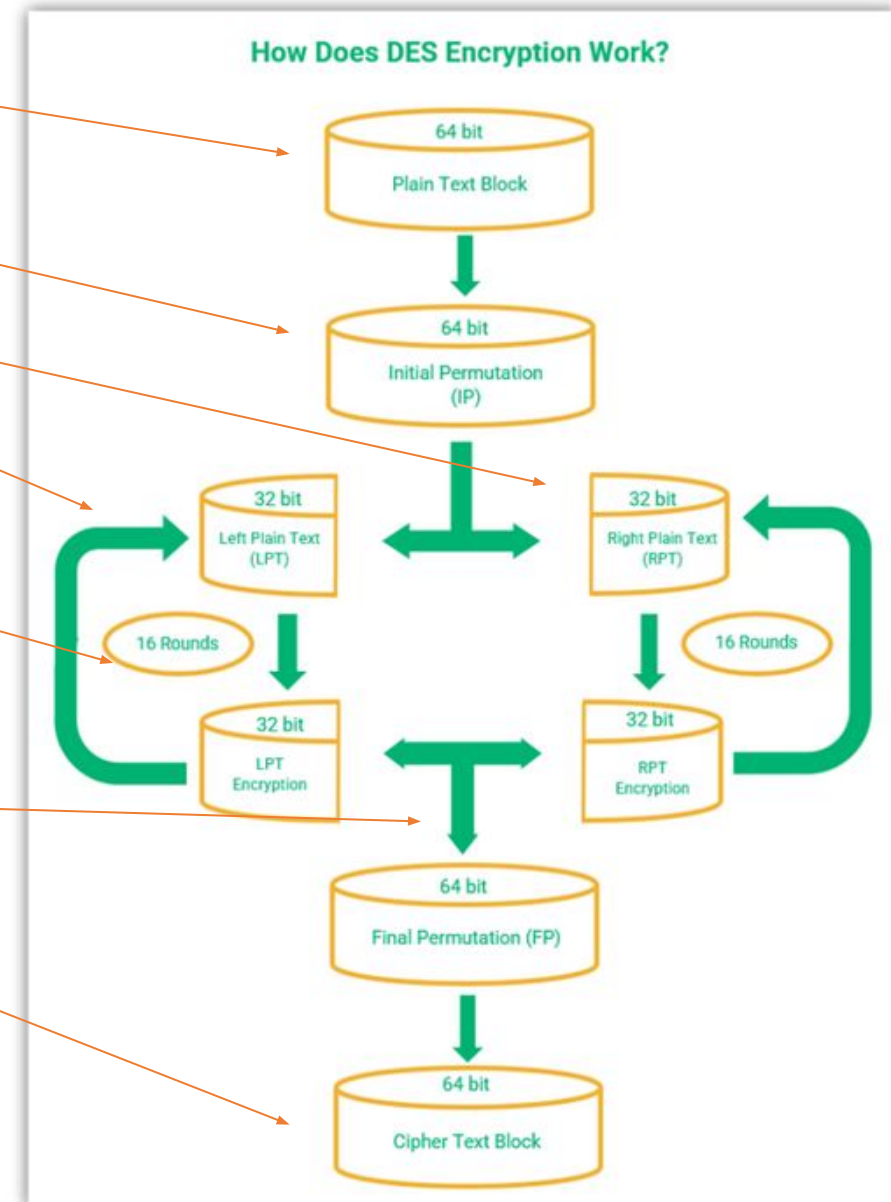 How Does DES Encryption Work?
64 bit
Plain Text Block
64 bit
Initial Permutation
(IP)
32 bit
Left Plain Text
(LPT)
32 bit
Right Plain Text
(RPT)
16 Rounds
16 Rounds
32 bit
LPT
Encryption
32 bit
RPT
Encryption
64 bit
Final Permutation (FP)
64 bit
Cipher Text Block